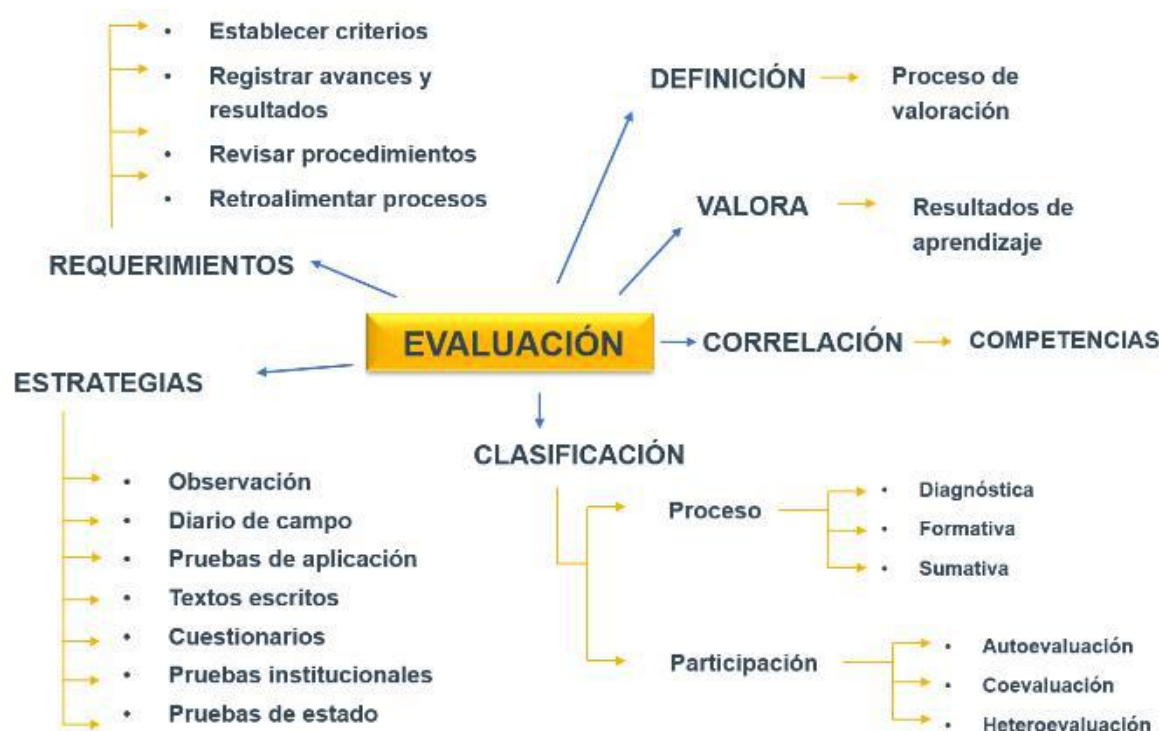 • Establecer criterios
• Registrar avances y
resultados
• Revisar procedimientos
• Retroalimentar procesos
REQUERIMIENTOS
DEFINICIÓN
Proceso de
valoración
VALORA
Resultados de
aprendizaje
EVALUACIÓN
CORRELACIÓN
COMPETENCIAS
ESTRATEGIAS
• Observación
• Diario de campo
• Pruebas de aplicación
• Textos escritos
• Cuestionarios
• Pruebas institucionales
• Pruebas de estado
CLASIFICACIÓN
Proceso
• Diagnóstica
• Formativa
• Sumativa
Participación
• Autoevaluación
• Coevaluación
• Heteroevaluación